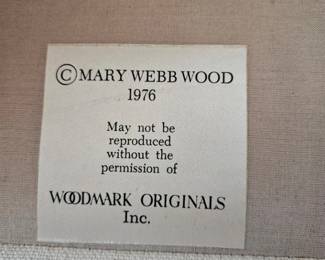 © MARY WEBB WOOD
1976
May not be
reproduced
without the
permission of
WOODMARK ORIGINALS
Inc.